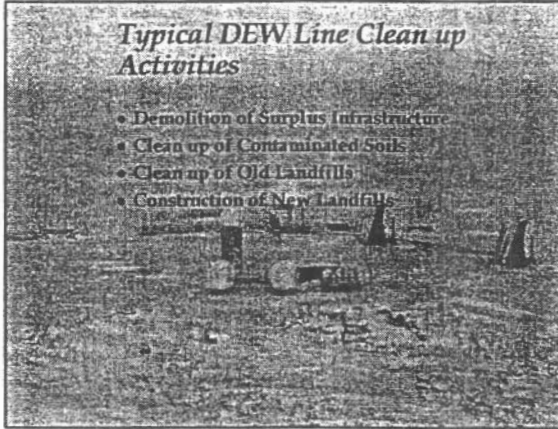 Typical DEW Line Clean up
Activities
• Demolition of Surplus Infrastructure
• Clean up of Contaminated Soils
• Clean up of Old Landfills
• Construction of New Landfills